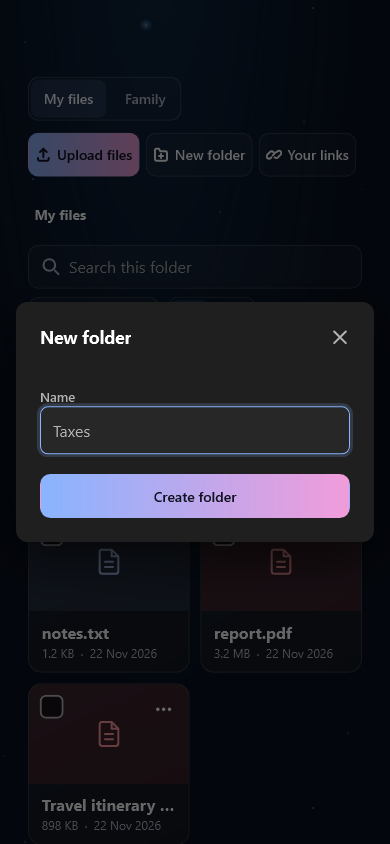 My files Family
Upload files New folder Your links
My files
Search this folder
New folder
Name
Taxes
Create folder
notes.txt report.pdf
1.2 KB · 22 Nov 2026 3.2 MB · 22 Nov 2026
Travel itinerary ...
898 KB · 22 Nov 2026